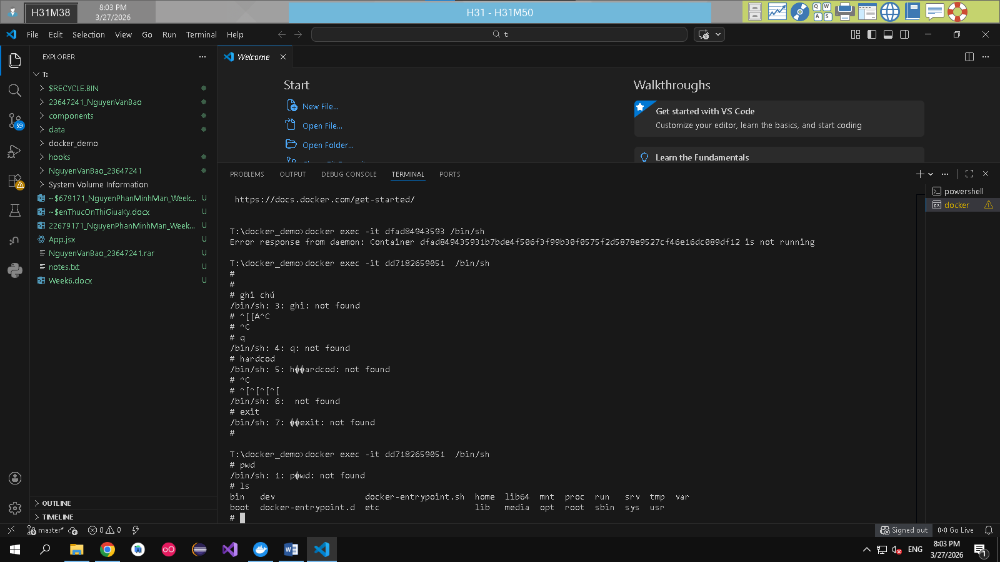 H31M38
8:03 PM
3/27/2026
H31 - H31M50
Q W
A S
File Edit Selection View Go Run Terminal Help
t:
EXPLORER
T:
$RECYCLE.BIN
23647241_NguyenVanBao
components
data
docker_demo
hooks
NguyenVanBao_23647241
System Volume Information
~$679171_NguyenPhanMinhMan_Week... U
~$enThucOnThiGiuaKy.docx U
22679171_NguyenPhanMinhMan_Week... U
App.jsx U
NguyenVanBao_23647241.rar U
notes.txt U
Week6.docx U
59
OUTLINE
TIMELINE
Welcome
Start
New File...
Open File...
Open Folder...
Walkthroughs
Get started with VS Code
Customize your editor, learn the basics, and start coding
Learn the Fundamentals
PROBLEMS OUTPUT DEBUG CONSOLE TERMINAL PORTS
powershell
docker
https://docs.docker.com/get-started/
T:\docker_demo>docker exec -it dfad84943593 /bin/sh
Error response from daemon: Container dfad849435931b7bde4f506f3f99b30f0575f2d5878e9527cf46e16dc089df12 is not running
T:\docker_demo>docker exec -it dd7182659051  /bin/sh
#
#
# ghi chú
/bin/sh: 3: ghi: not found
# ^[[A^C
# ^C
# q
/bin/sh: 4: q: not found
# hardcod
/bin/sh: 5: h��ardcod: not found
# ^C
# ^[^[^[^[
/bin/sh: 6:  not found
# exit
/bin/sh: 7: ��exit: not found
#
T:\docker_demo>docker exec -it dd7182659051  /bin/sh
# pwd
/bin/sh: 1: p�wd: not found
# ls
bin dev docker-entrypoint.sh home lib64 mnt proc run srv tmp var
boot docker-entrypoint.d etc lib media opt root sbin sys usr
#
master* 0 0
Signed out Go Live
ENG
8:03 PM
3/27/2026
1